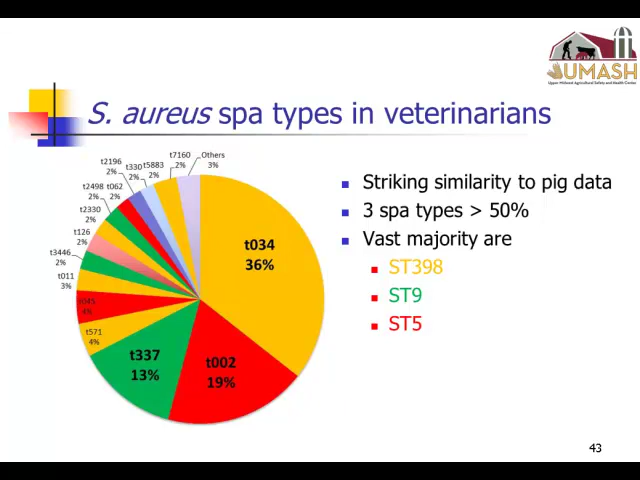 UMASH
Upper Midwest Agricultural Safety and Health Center
S. aureus spa types in veterinarians
t7160
2%
Others
3%
t5883
2%
t330
2%
t2196
2%
t062
2%
t2498
2%
t2330
2%
t126
2%
t3446
2%
t011
3%
t045
4%
t571
4%
t337
13%
t002
19%
t034
36%
Striking similarity to pig data
3 spa types > 50%
Vast majority are
ST398
ST9
ST5
43